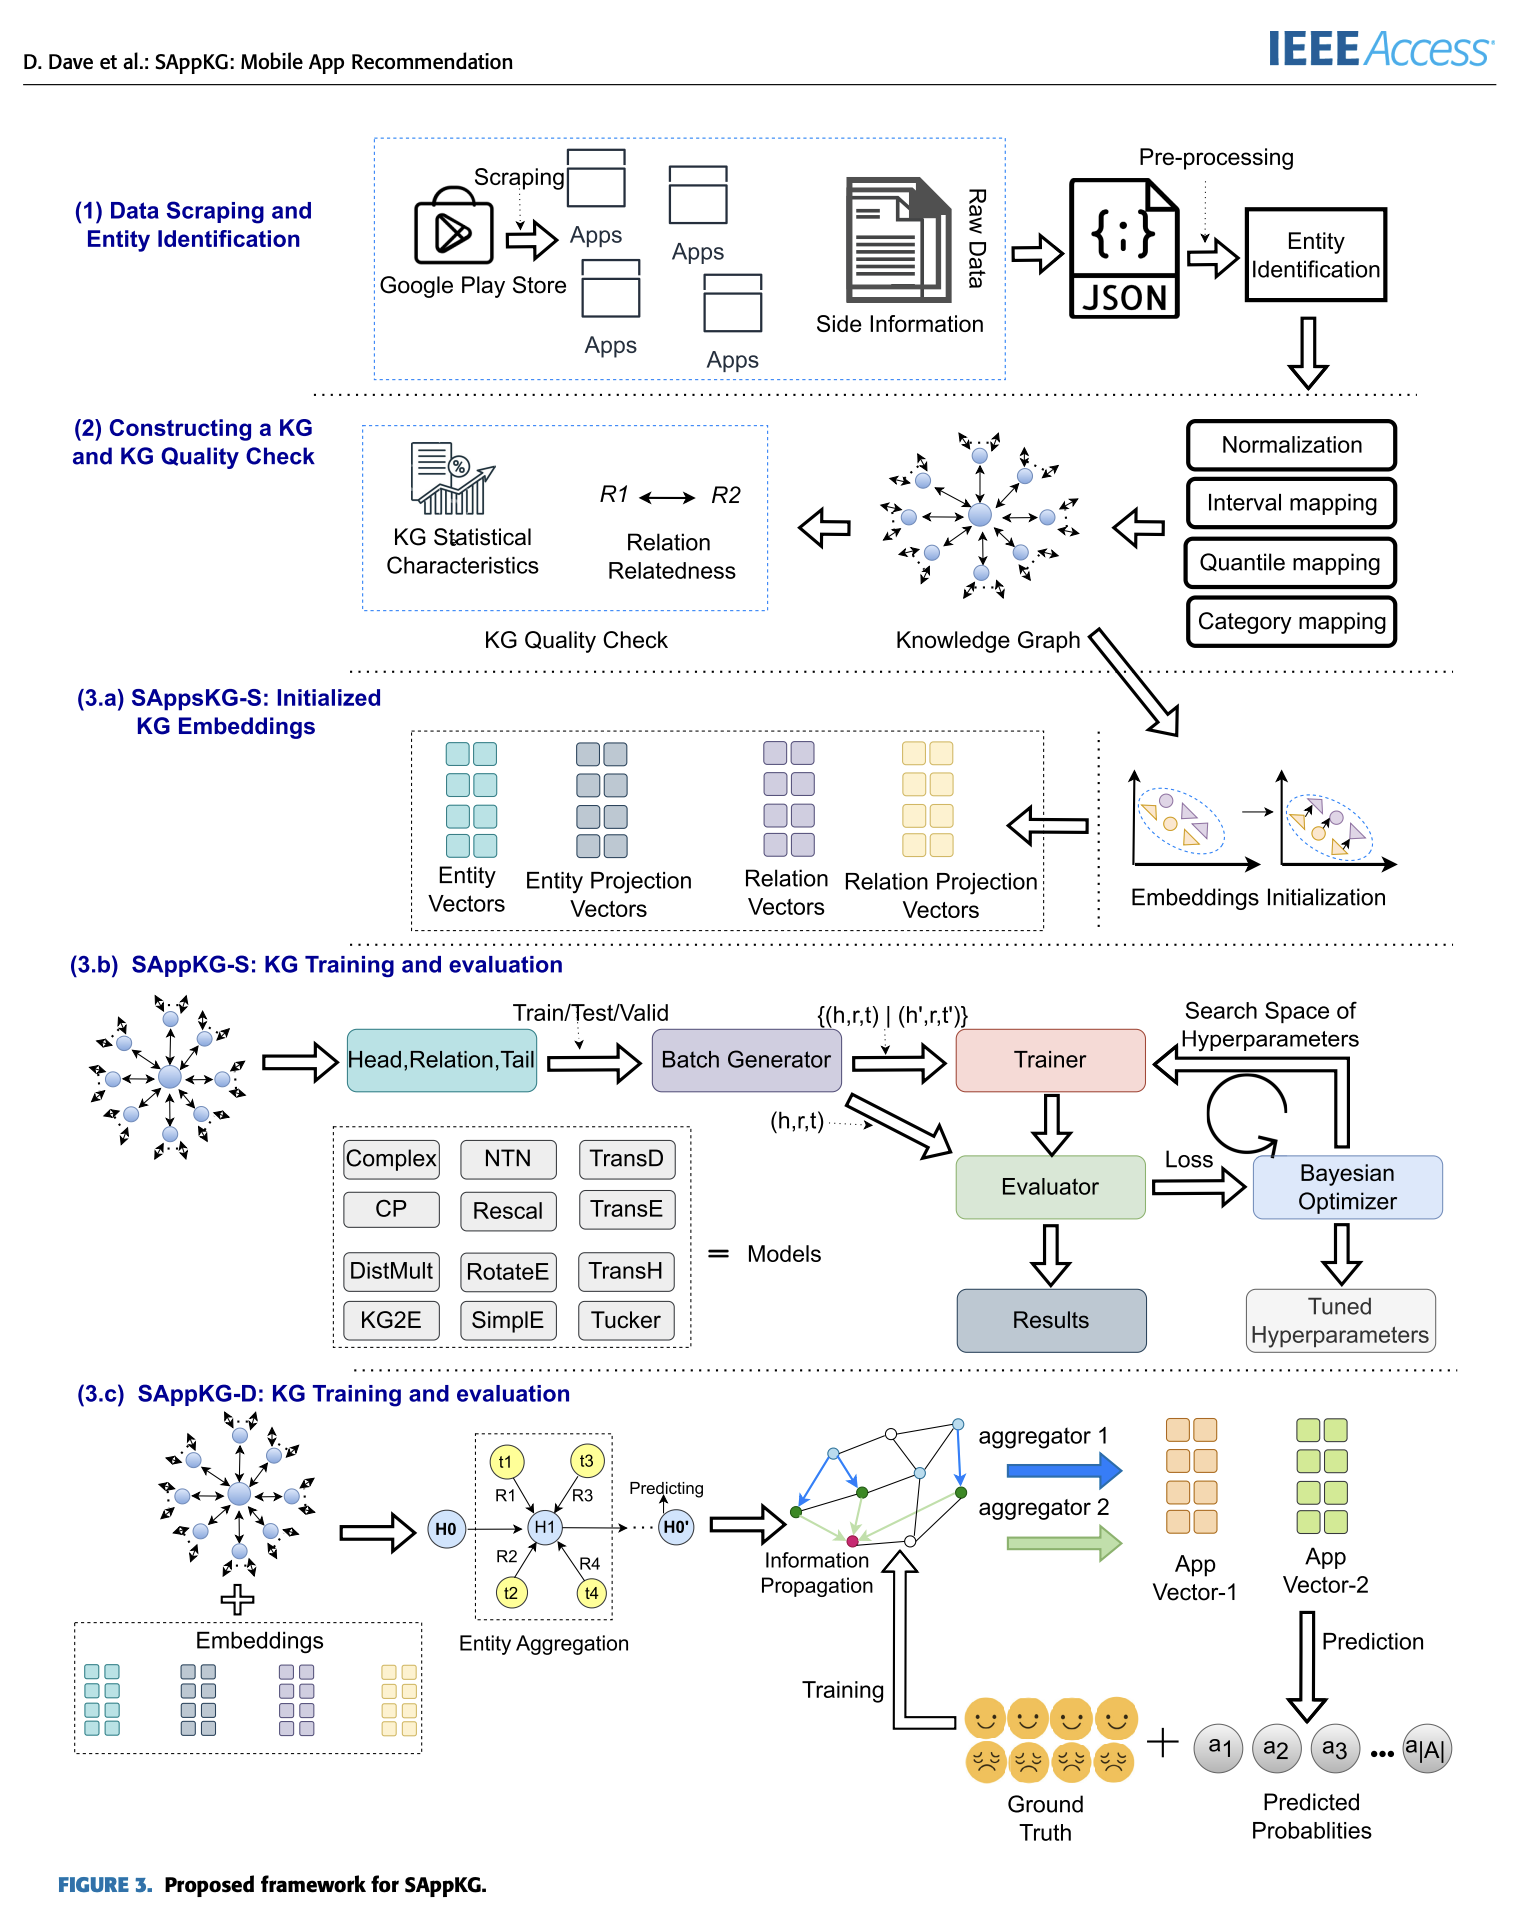 D. Dave et al.: SAppKG: Mobile App Recommendation
IEEE Access
(1) Data Scraping and
Entity Identification
Scraping
Google Play Store
Apps
Apps
Apps
Apps
Side Information
Raw Data
{;}
JSON
Pre-processing
Entity
Identification
(2) Constructing a KG
and KG Quality Check
%
KG Statistical
Characteristics
R1
R2
Relation
Relatedness
KG Quality Check
Knowledge Graph
Normalization
Interval mapping
Quantile mapping
Category mapping
(3.a) SAppsKG-S: Initialized
KG Embeddings
Entity
Vectors
Entity Projection
Vectors
Relation
Vectors
Relation Projection
Vectors
Embeddings Initialization
(3.b) SAppKG-S: KG Training and evaluation
Head,Relation,Tail
Train/Test/Valid
Batch Generator
{(h,r,t) | (h',r,t')}
Trainer
Search Space of
Hyperparameters
(h,r,t)
Evaluator
Loss
Bayesian
Optimizer
Results
Tuned
Hyperparameters
Complex
NTN
TransD
CP
Rescal
TransE
DistMult
RotateE
TransH
KG2E
SimplE
Tucker
= Models
(3.c) SAppKG-D: KG Training and evaluation
Embeddings
H0
t1
t3
R1
R3
H1
R2
R4
t2
t4
Entity Aggregation
Predicting
H0'
Information
Propagation
aggregator 1
aggregator 2
App
Vector-1
App
Vector-2
Prediction
Training
Ground
Truth
+
a1
a2
a3
...
a|A|
Predicted
Probablities
FIGURE 3. Proposed framework for SAppKG.